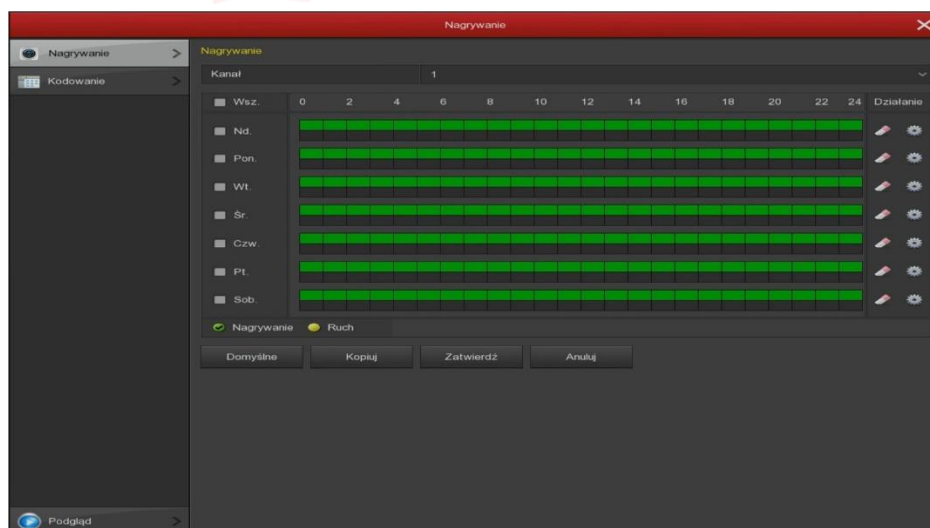 Nagrywanie
Nagrywanie
Kodowanie
Nagrywanie
Kanał 1
Wsz. 0 2 4 6 8 10 12 14 16 18 20 22 24 Działanie
Nd.
Pon.
Wt.
Śr.
Czw.
Pt.
Sob.
Nagrywanie Ruch
Domyślne Kopiuj Zatwierdź Anuluj
Podgląd